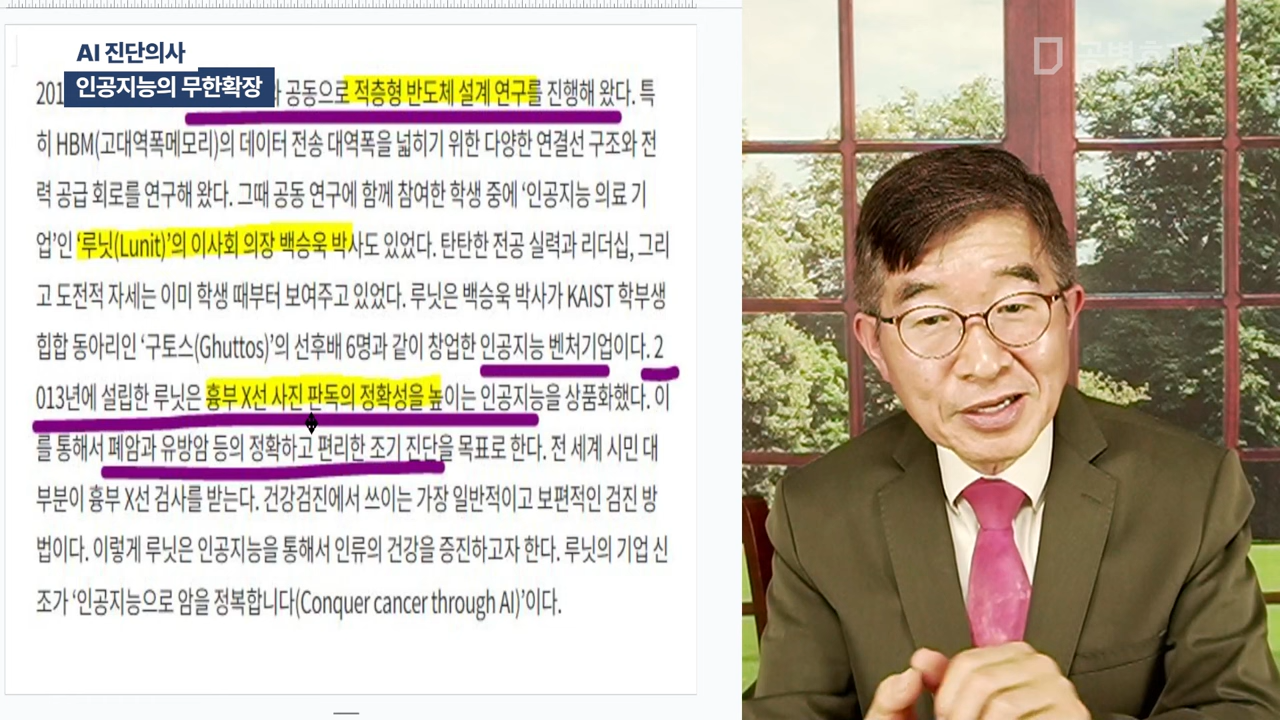 AI 진단의사
인공지능의 무한확장
201 공동으로 적층형 반도체 설계 연구를 진행해 왔다. 특
히 HBM(고대역폭메모리)의 데이터 전송 대역폭을 넓히기 위한 다양한 연결선 구조와 전
력 공급 회로를 연구해 왔다. 그때 공동 연구에 함께 참여한 학생 중에 ‘인공지능 의료 기
업’인 ‘루닛(Lunit)’의 이사회 의장 백승욱 박사도 있었다. 탄탄한 전공 실력과 리더십, 그리
고 도전적 자세는 이미 학생 때부터 보여주고 있었다. 루닛은 백승욱 박사가 KAIST 학부생
힙합 동아리인 ‘구토스(Ghuttos)’의 선후배 6명과 같이 창업한 인공지능 벤처기업이다. 2
013년에 설립한 루닛은 흉부 X선 사진 판독의 정확성을 높이는 인공지능을 상품화했다. 이
를 통해서 폐암과 유방암 등의 정확하고 편리한 조기 진단을 목표로 한다. 전 세계 시민 대
부분이 흉부 X선 검사를 받는다. 건강검진에서 쓰이는 가장 일반적이고 보편적인 검진 방
법이다. 이렇게 루닛은 인공지능을 통해서 인류의 건강을 증진하고자 한다. 루닛의 기업 신
조가 ‘인공지능으로 암을 정복합니다(Conquer cancer through AI)’이다.